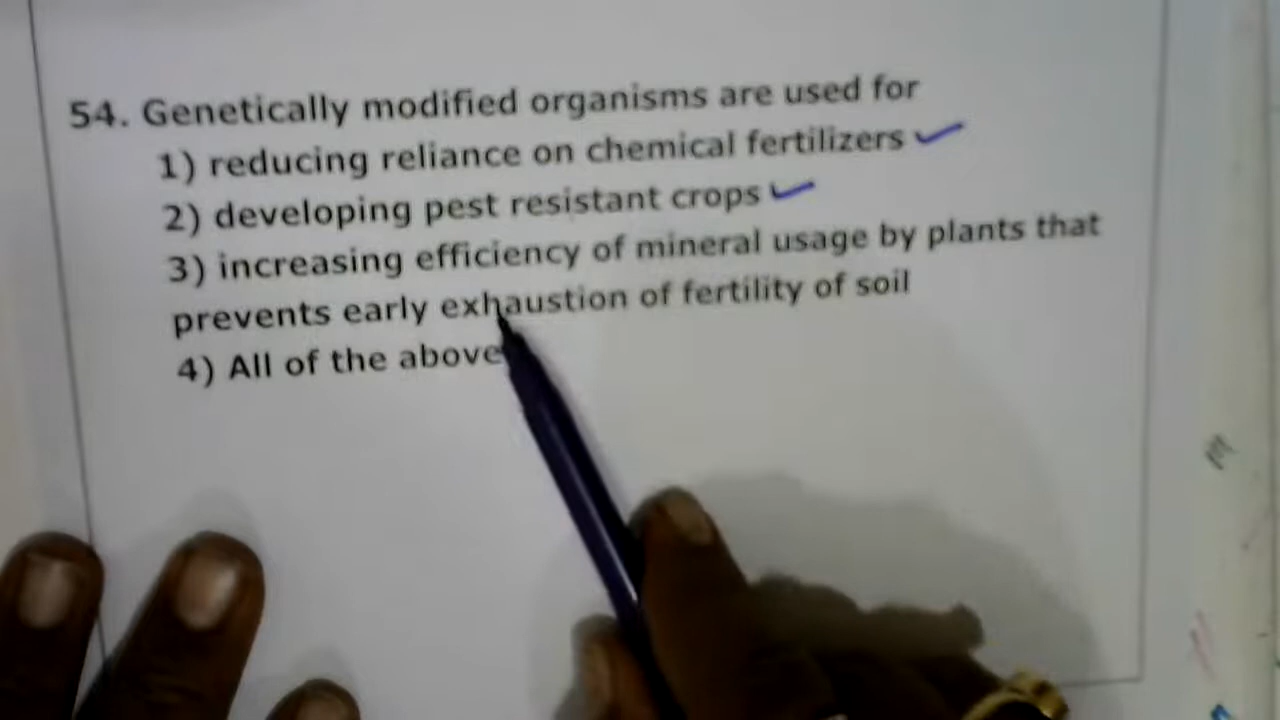 54. Genetically modified organisms are used for
1) reducing reliance on chemical fertilizers
2) developing pest resistant crops
3) increasing efficiency of mineral usage by plants that
prevents early exhaustion of fertility of soil
4) All of the above